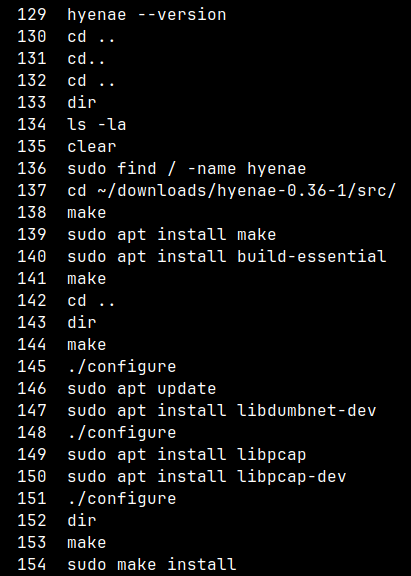 129 hyenae --version
130 cd ..
131 cd..
132 cd ..
133 dir
134 ls -la
135 clear
136 sudo find / -name hyenae
137 cd ~/downloads/hyenae-0.36-1/src/
138 make
139 sudo apt install make
140 sudo apt install build-essential
141 make
142 cd ..
143 dir
144 make
145 ./configure
146 sudo apt update
147 sudo apt install libdumbnet-dev
148 ./configure
149 sudo apt install libpcap
150 sudo apt install libpcap-dev
151 ./configure
152 dir
153 make
154 sudo make install